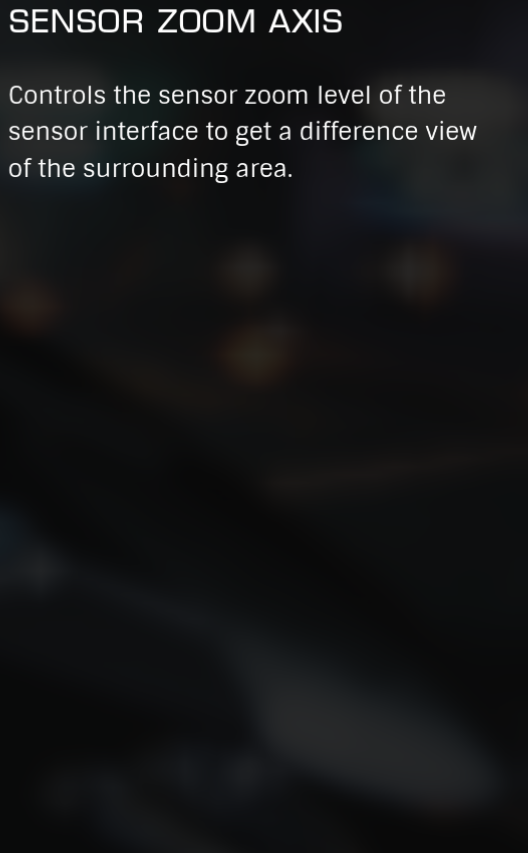 SENSOR ZOOM AXIS
Controls the sensor zoom level of the
sensor interface to get a difference view
of the surrounding area.